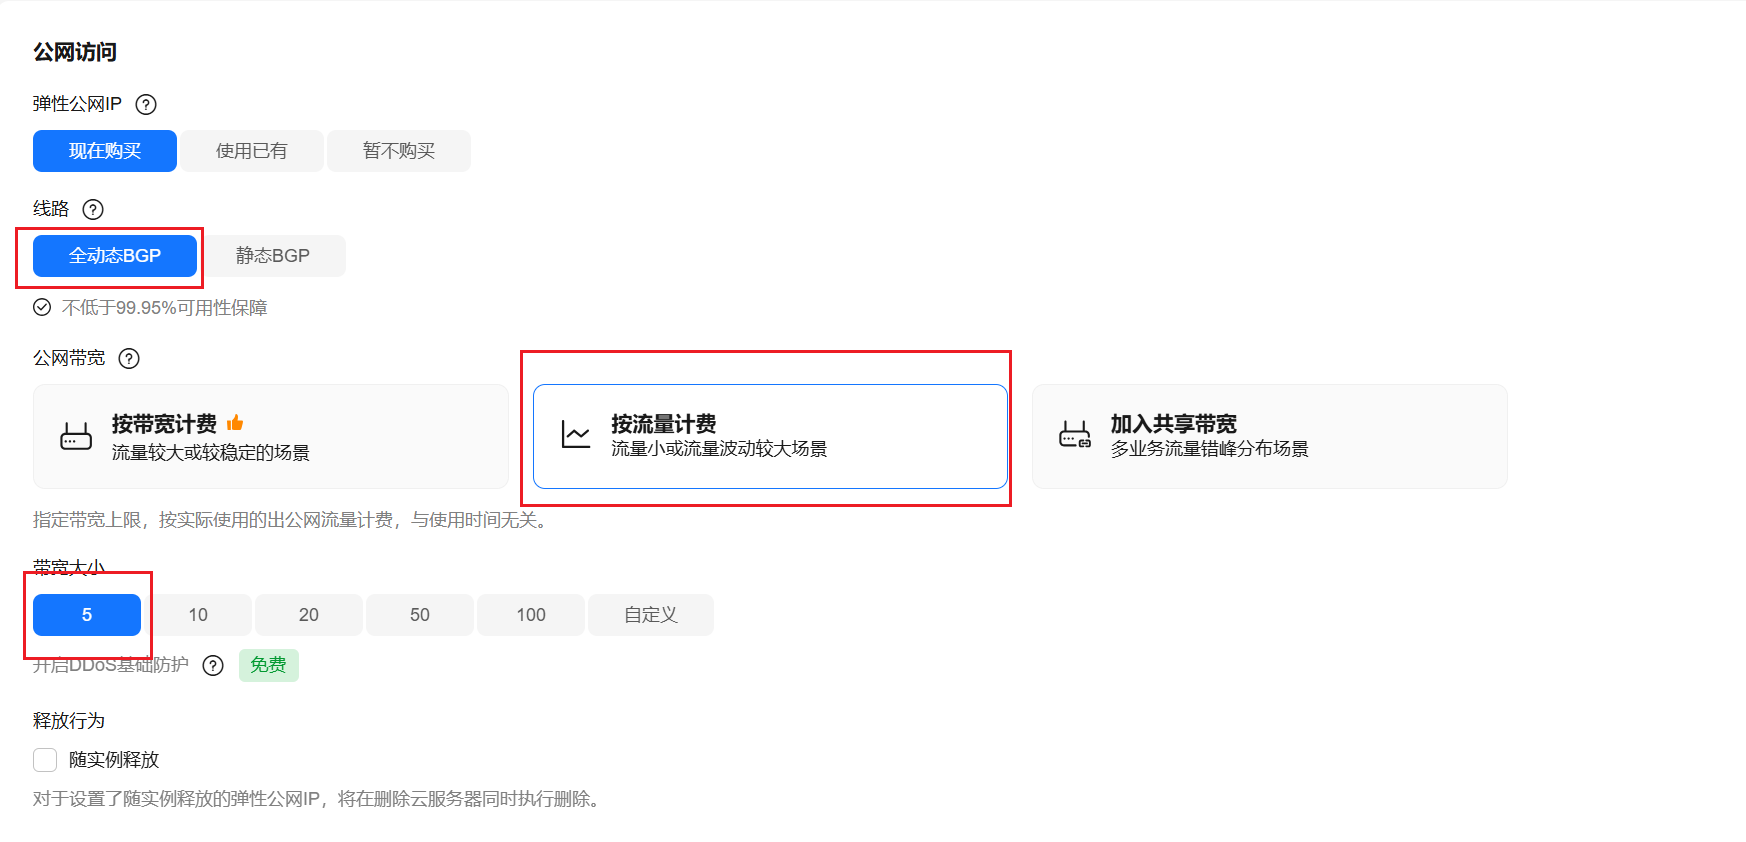 公网访问
弹性公网IP
现在购买 使用已有 暂不购买
线路
全动态BGP 静态BGP
不低于99.95%可用性保障
公网带宽
按带宽计费
流量较大或较稳定的场景
按流量计费
流量小或流量波动较大场景
加入共享带宽
多业务流量错峰分布场景
指定带宽上限，按实际使用的出公网流量计费，与使用时间无关。
带宽大小
5 10 20 50 100 自定义
开启DDoS基础防护 免费
释放行为
随实例释放
对于设置了随实例释放的弹性公网IP，将在删除云服务器同时执行删除。